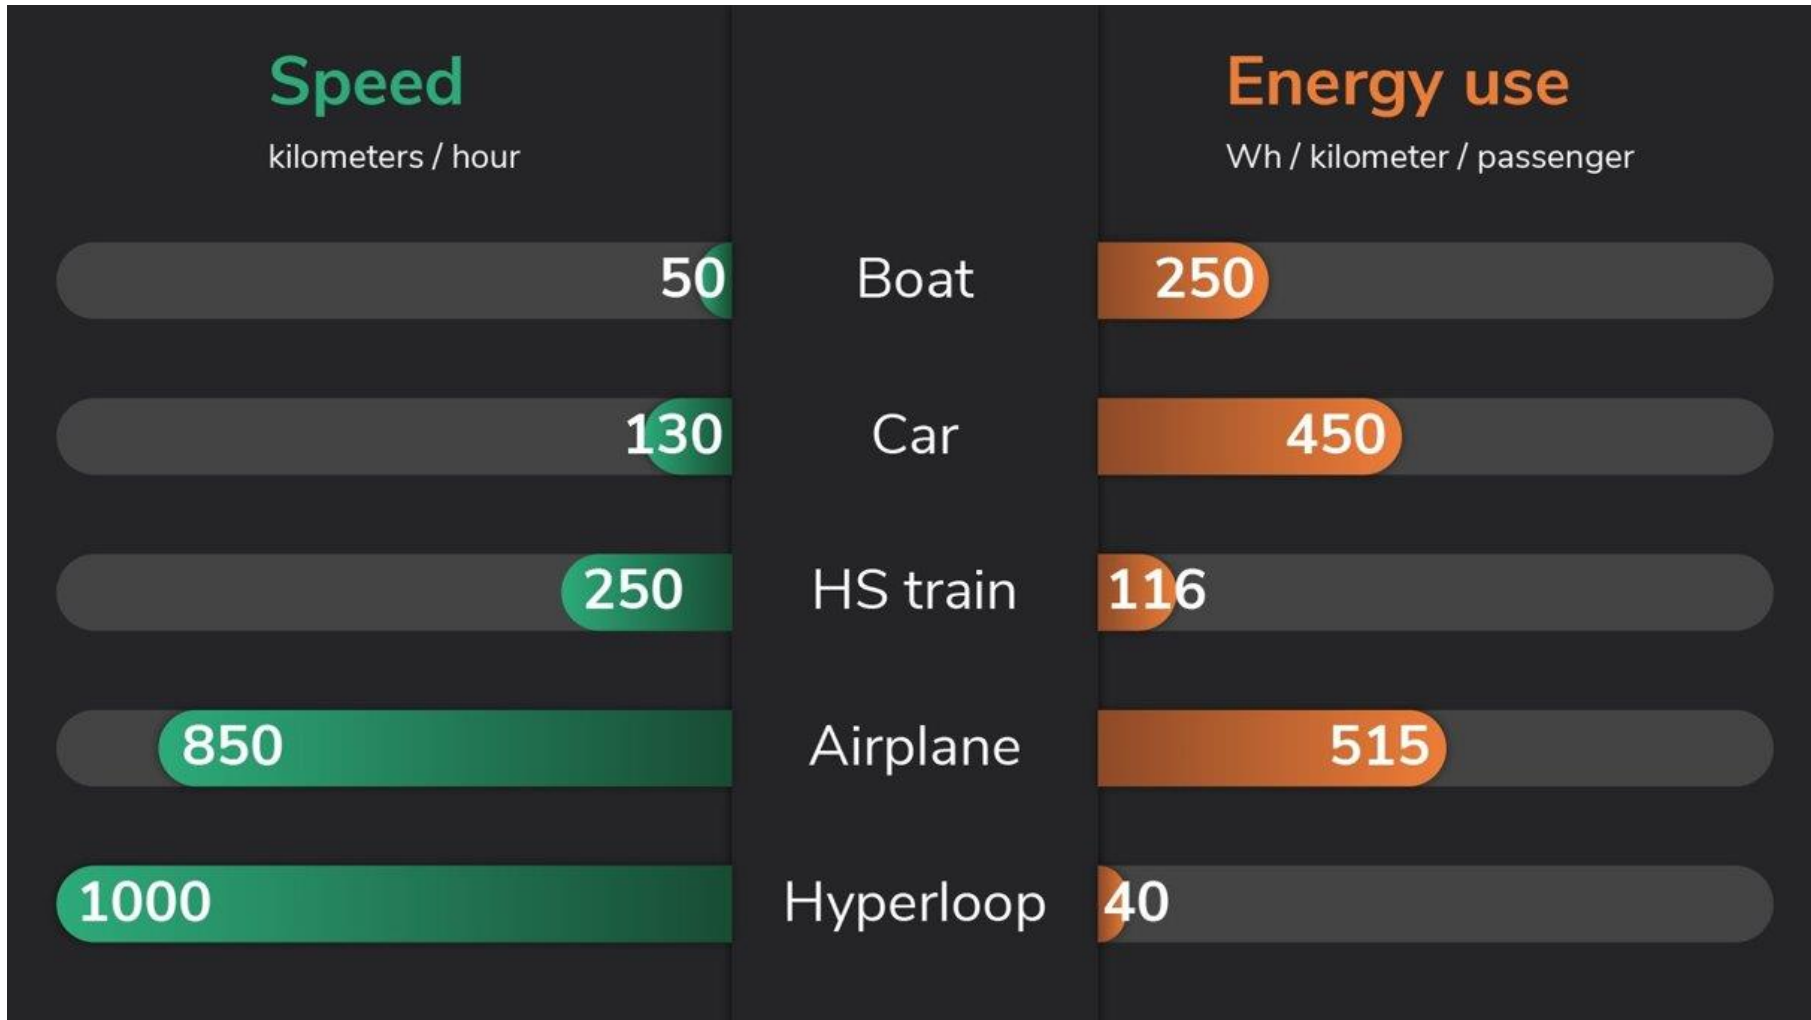 Speed
kilometers / hour
Energy use
Wh / kilometer / passenger
50 Boat 250
130 Car 450
250 HS train 116
850 Airplane 515
1000 Hyperloop 40